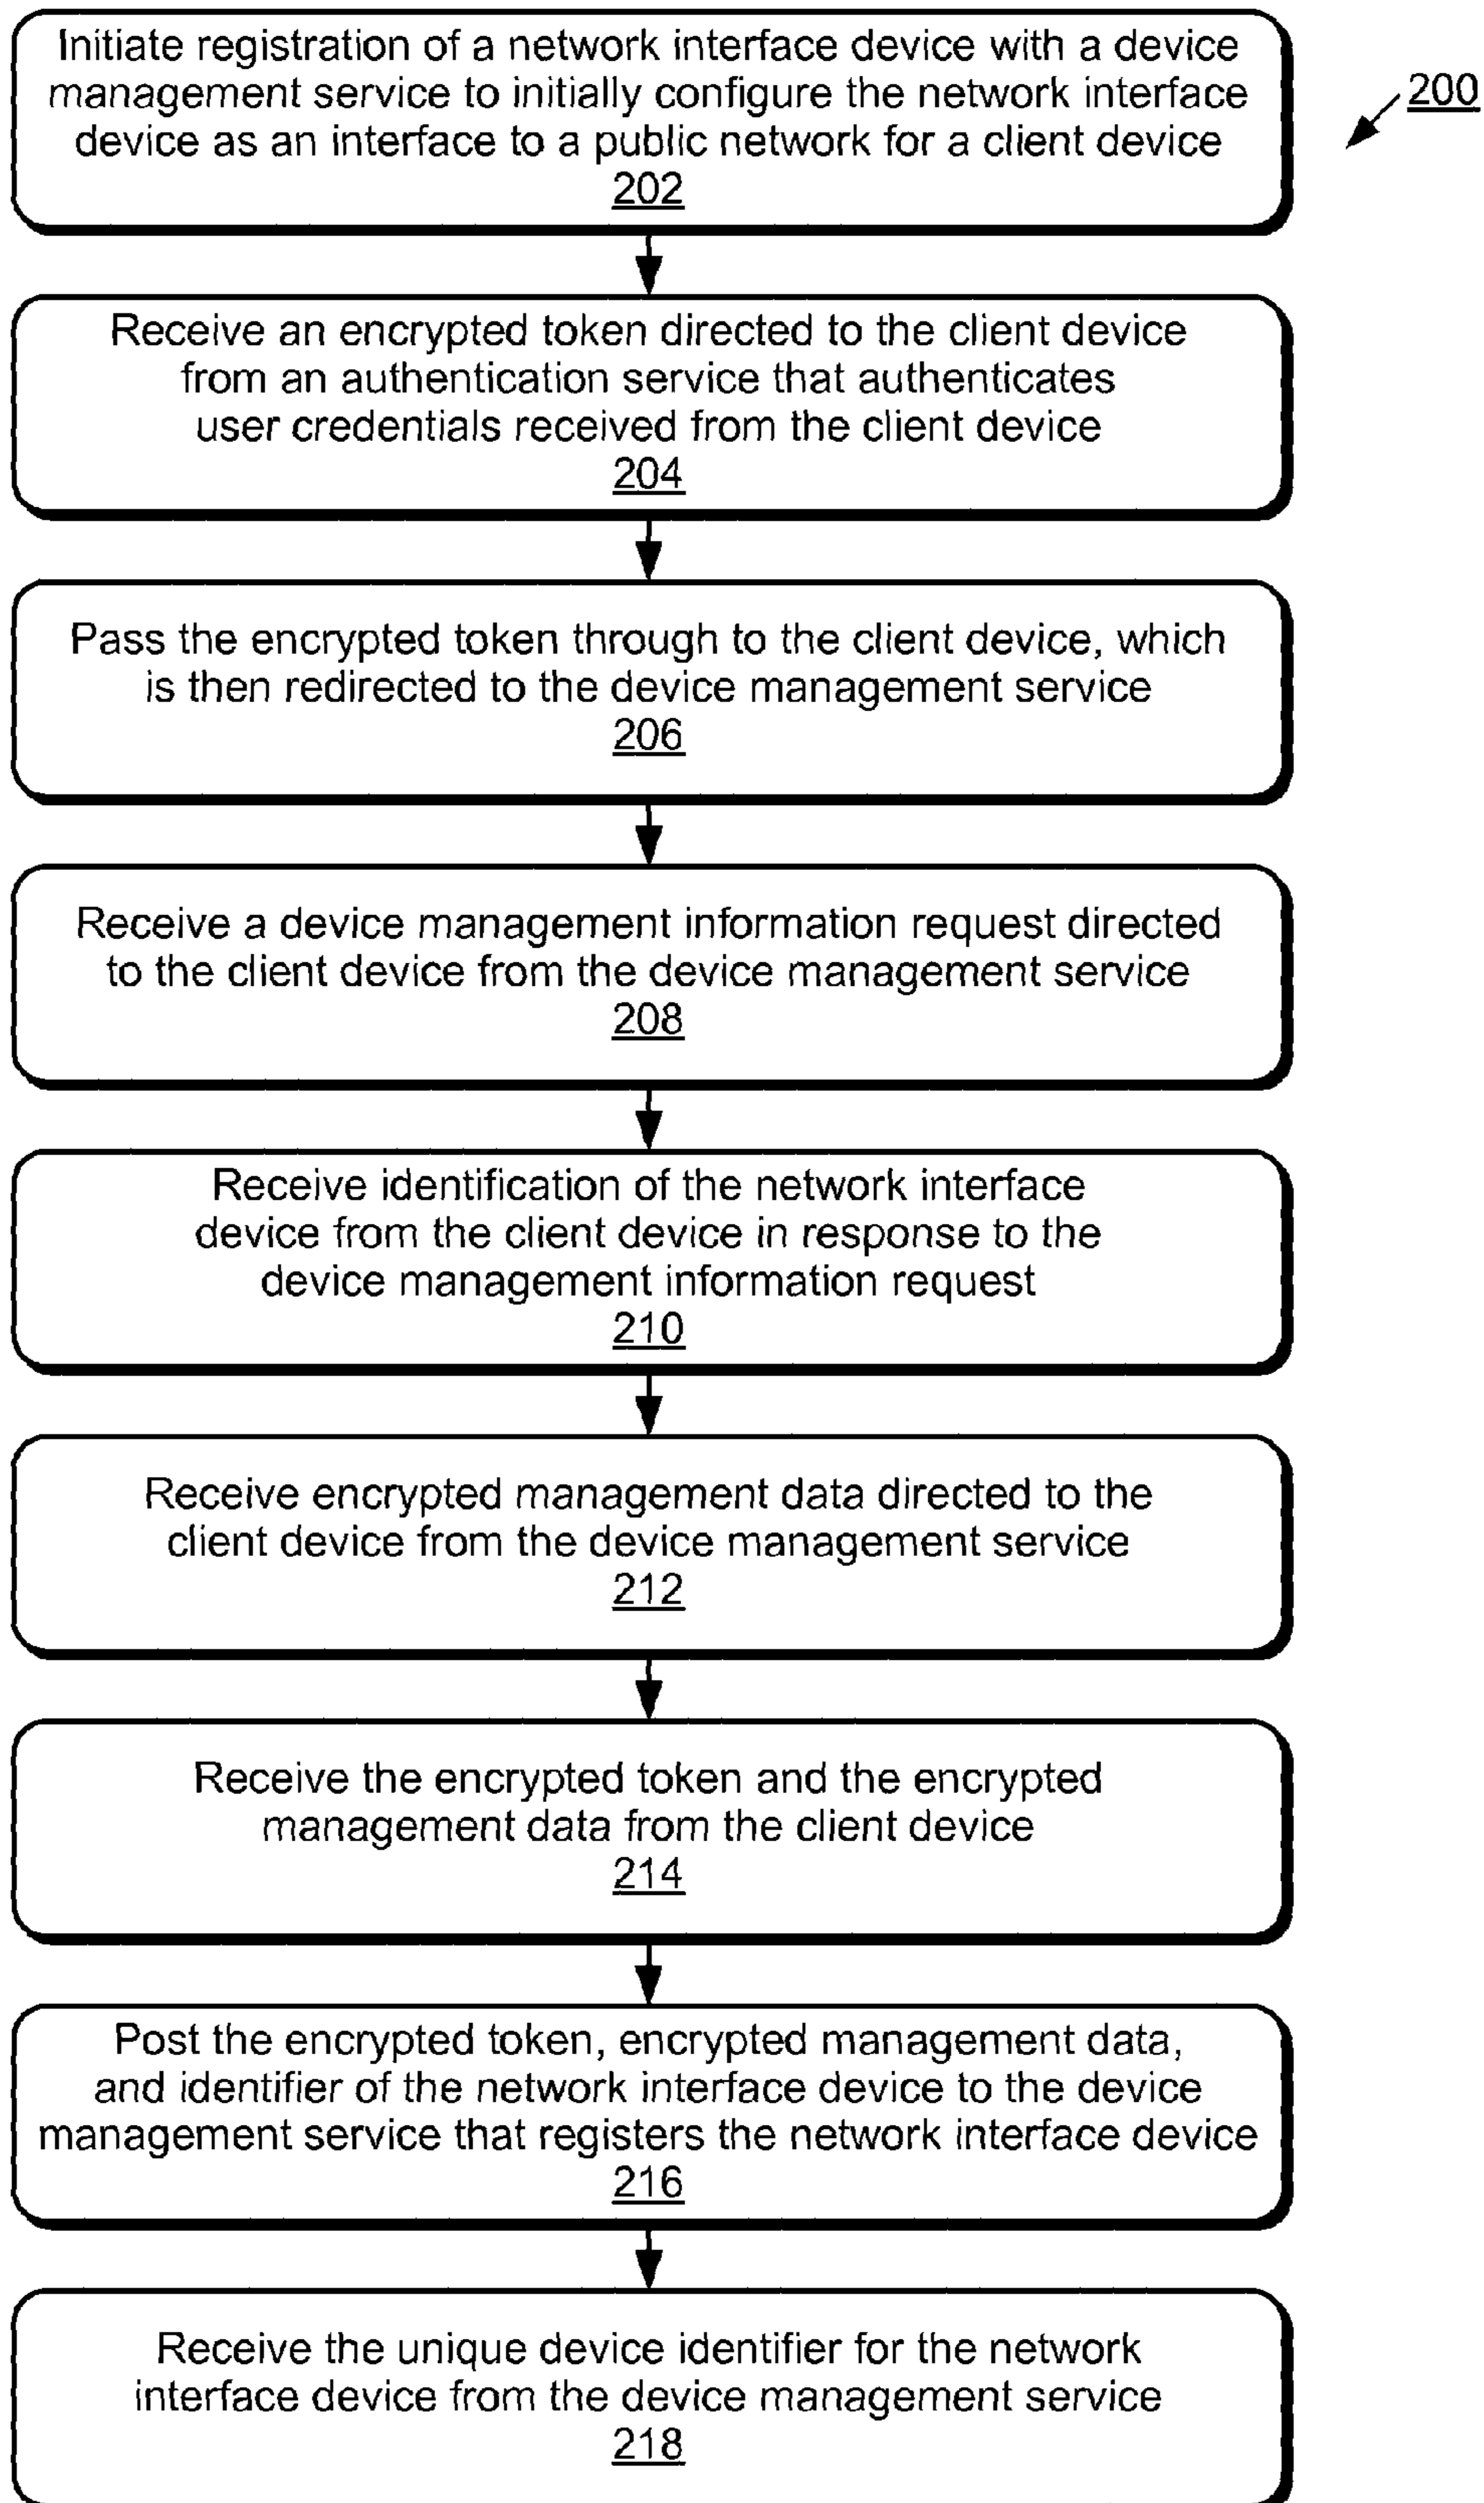 Initiate registration of a network interface device with a device
management service to initially configure the network interface
device as an interface to a public network for a client device
202
200
Receive an encrypted token directed to the client device
from an authentication service that authenticates
user credentials received from the client device
204
Pass the encrypted token through to the client device, which
is then redirected to the device management service
206
Receive a device management information request directed
to the client device from the device management service
208
Receive identification of the network interface
device from the client device in response to the
device management information request
210
Receive encrypted management data directed to the
client device from the device management service
212
Receive the encrypted token and the encrypted
management data from the client device
214
Post the encrypted token, encrypted management data,
and identifier of the network interface device to the device
management service that registers the network interface device
216
Receive the unique device identifier for the network
interface device from the device management service
218